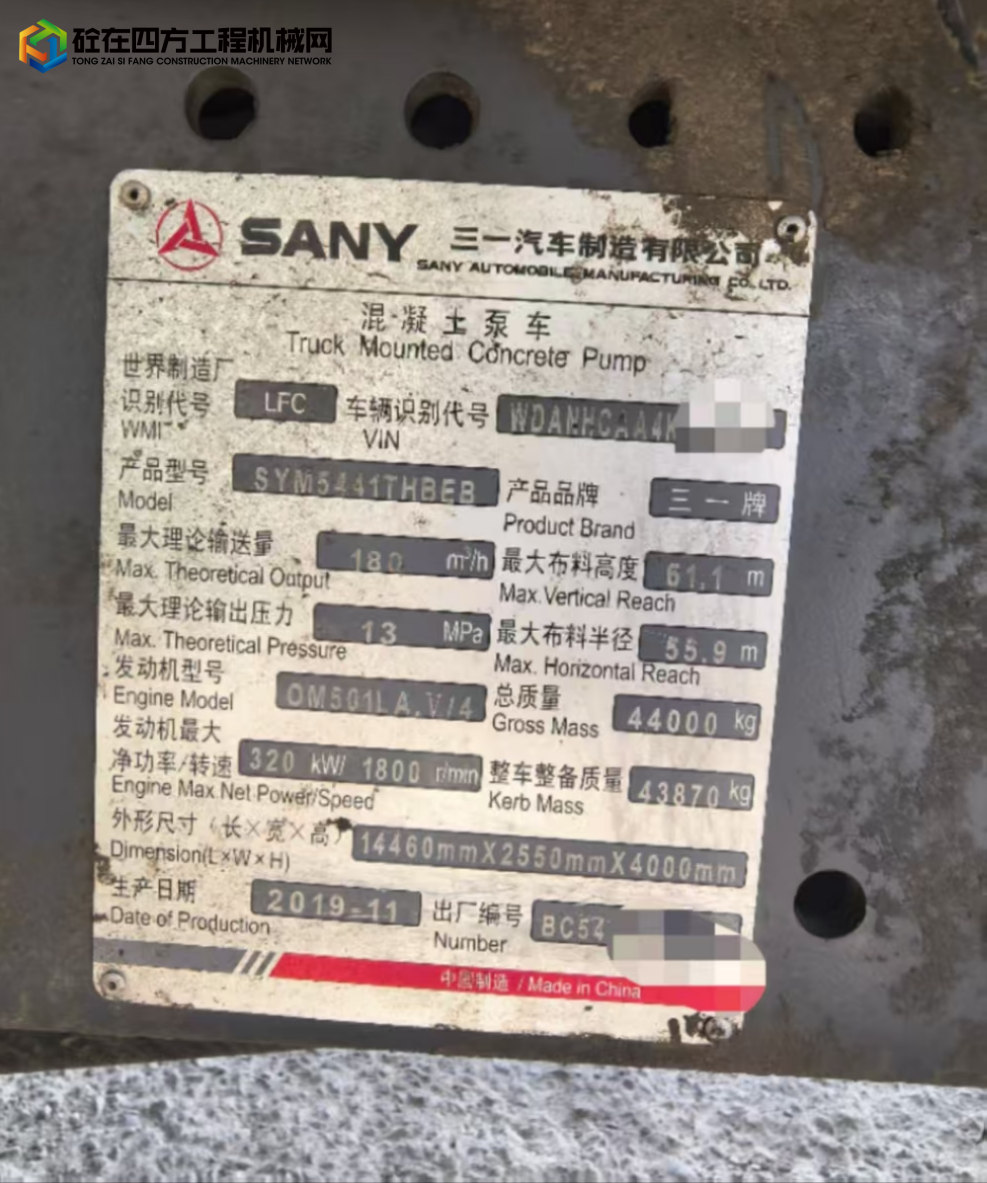 砼在四方工程机械网
TONG ZAI SI FANG CONSTRUCTION MACHINERY NETWORK
SANY 三一汽车制造有限公司
SANY AUTOMOBILE MANUFACTURING CO., LTD.
混凝土泵车
Truck Mounted Concrete Pump
世界制造厂
识别代号 LFC 车辆识别代号 WDANHCAA4K
WMI VIN
产品型号 SYM5441THBEB 产品品牌 三一牌
Model Product Brand
最大理论输送量 180 m³/h 最大布料高度 61.1 m
Max. Theoretical Output Max.Vertical Reach
最大理论输出压力 13 MPa 最大布料半径 55.9 m
Max. Theoretical Pressure Max. Horizontal Reach
发动机型号 OM501LA.V/4 总质量 44000 kg
Engine Model Gross Mass
发动机最大
净功率/转速 320 kW/ 1800 r/min 整车整备质量 43870 kg
Engine Max.Net Power/Speed Kerb Mass
外形尺寸(长×宽×高) 14460mmX2550mmX4000mm
Dimension(L×W×H)
生产日期 2019-11 出厂编号 BC54
Date of Production Number
中国制造 / Made in China